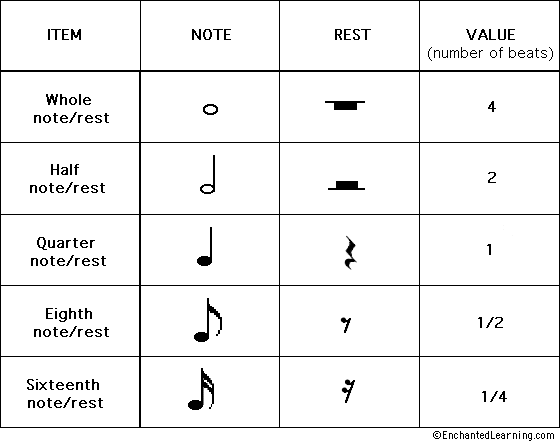 ITEM NOTE REST VALUE
(number of beats)
Whole
note/rest 4
Half
note/rest 2
Quarter
note/rest 1
Eighth
note/rest 1/2
Sixteenth
note/rest 1/4
©EnchantedLearning.com